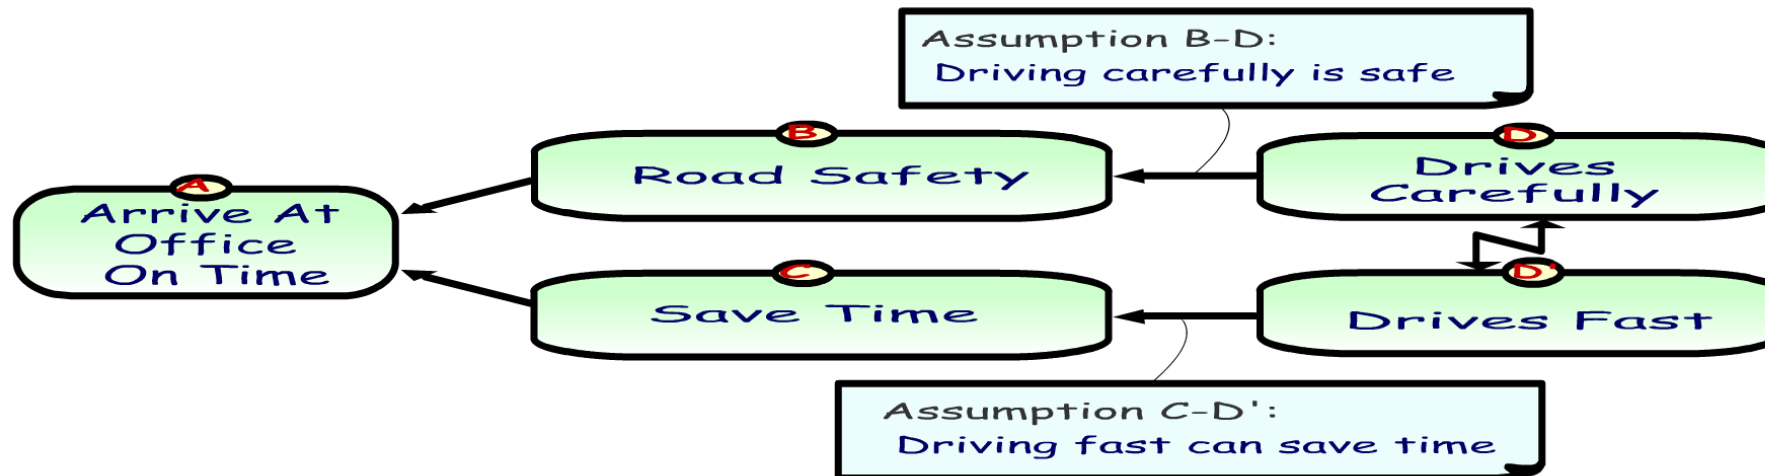 Assumption B-D:
Driving carefully is safe
B
Road Safety
D
Drives
Carefully
A
Arrive At
Office
On Time
C
Save Time
D'
Drives Fast
Assumption C-D':
Driving fast can save time